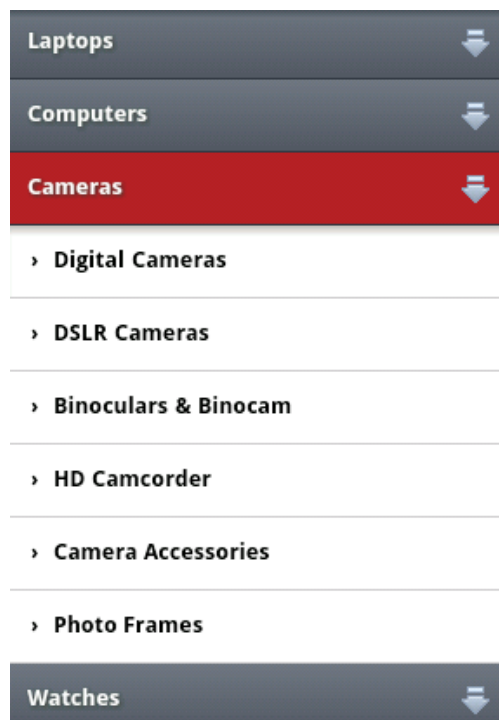 Laptops
Computers
Cameras
› Digital Cameras
› DSLR Cameras
› Binoculars & Binocam
› HD Camcorder
› Camera Accessories
› Photo Frames
Watches